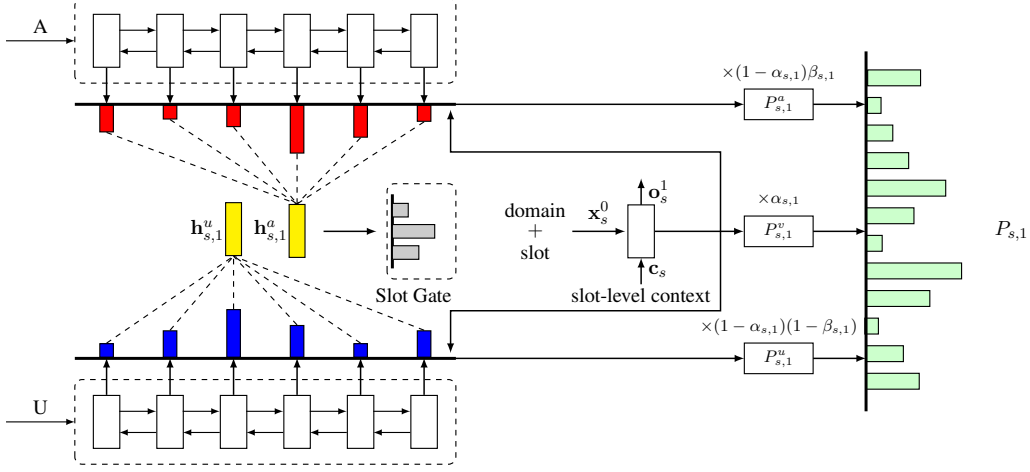 A
×(1 − α_{s,1})β_{s,1}
P^a_{s,1}
h^u_{s,1} h^a_{s,1}
Slot Gate
domain
+
slot
x^0_s
o^1_s
c_s
slot-level context
×α_{s,1}
P^v_{s,1}
P_{s,1}
×(1 − α_{s,1})(1 − β_{s,1})
P^u_{s,1}
U